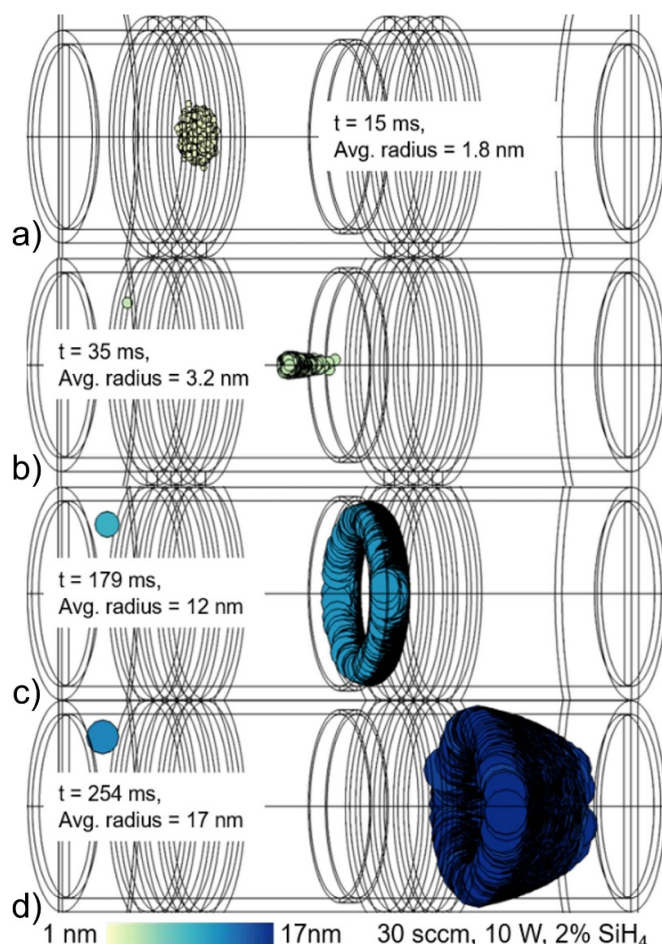 t = 15 ms,
Avg. radius = 1.8 nm
a)
t = 35 ms,
Avg. radius = 3.2 nm
b)
t = 179 ms,
Avg. radius = 12 nm
c)
t = 254 ms,
Avg. radius = 17 nm
d)
1 nm 17nm 30 sccm, 10 W, 2% SiH₄